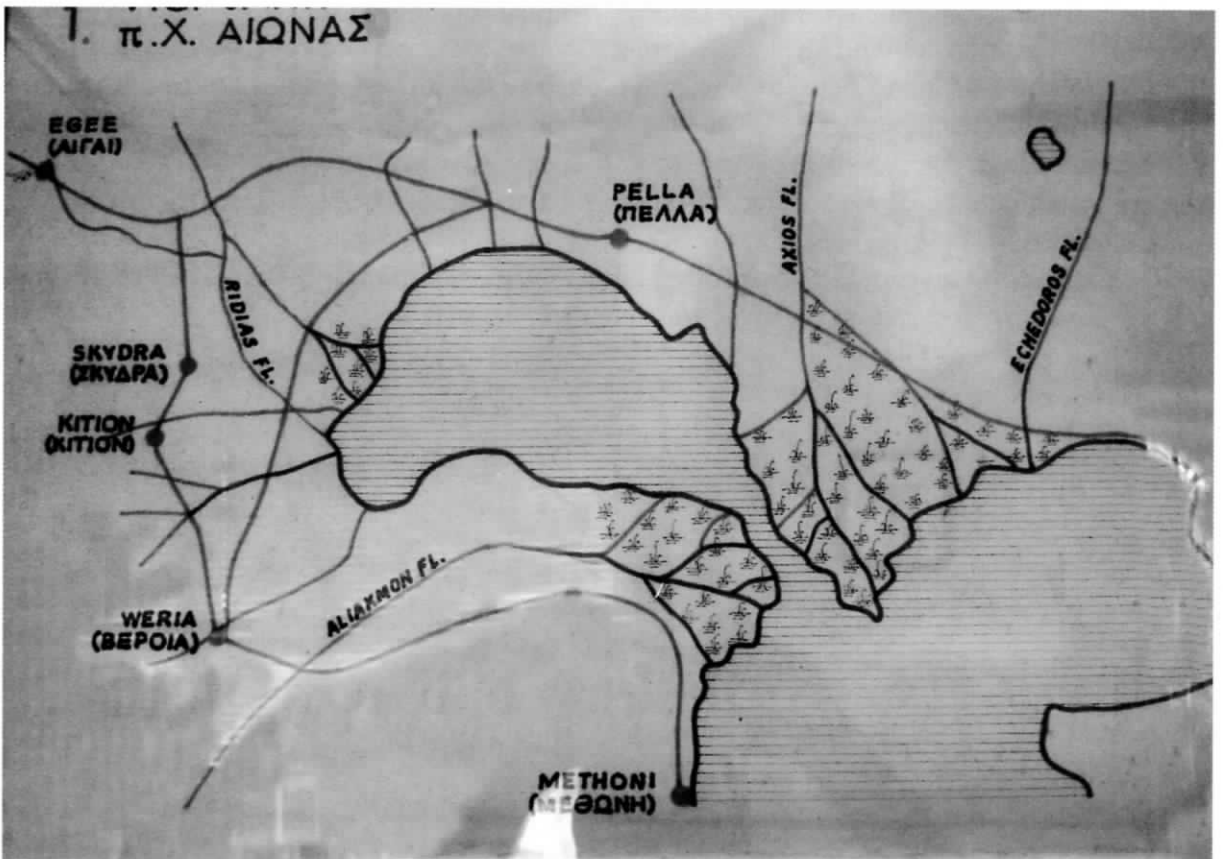 1.
π.Χ. ΑΙΩΝΑΣ
EGEE
(ΑΙΓΑΙ)
PELLA
(ΠΕΛΛΑ)
AXIOS FL.
ECHEDOROS FL.
RIDIAS FL.
SKYDRA
(ΣΚΥΔΡΑ)
KITION
(ΚΙΤΙΟΝ)
ALIAKMON FL.
WERIA
(ΒΕΡΟΙΑ)
METHONI
(ΜΕΘΩΝΗ)